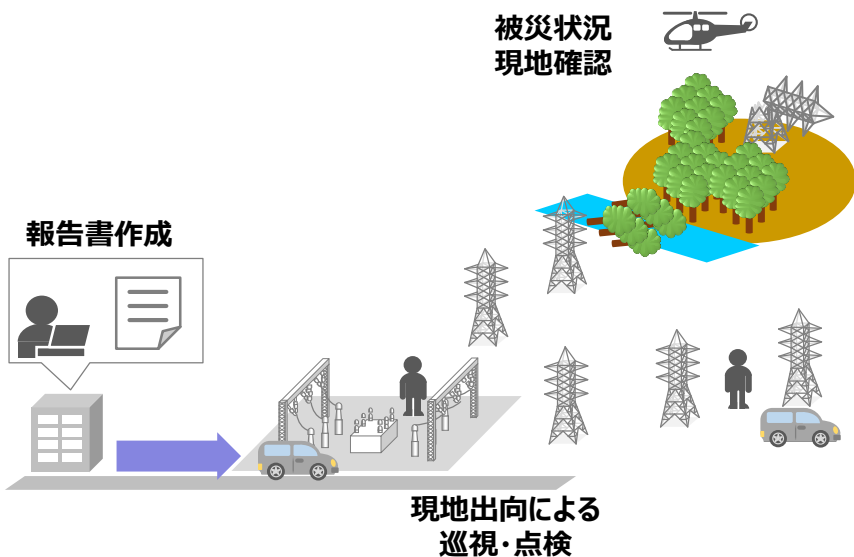 被災状況
現地確認
報告書作成
現地出向による
巡視・点検